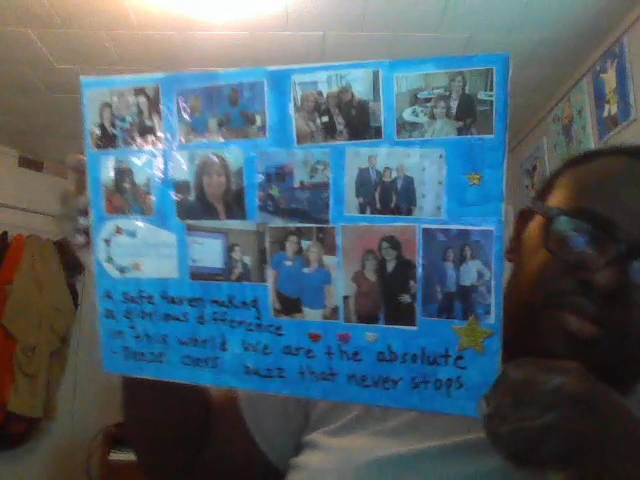 A safe haven making
a glorious difference
in this world. We are the absolute
buzz that never stops.